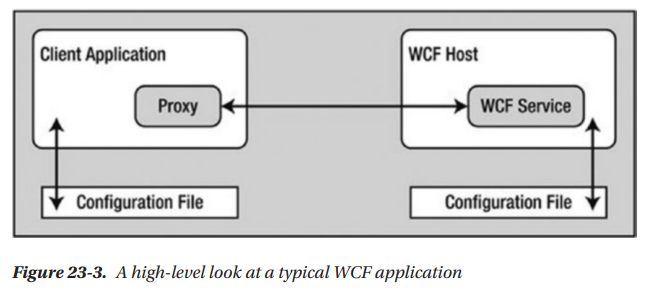 Client Application
WCF Host
Proxy
WCF Service
Configuration File
Configuration File
Figure 23-3. A high-level look at a typical WCF application